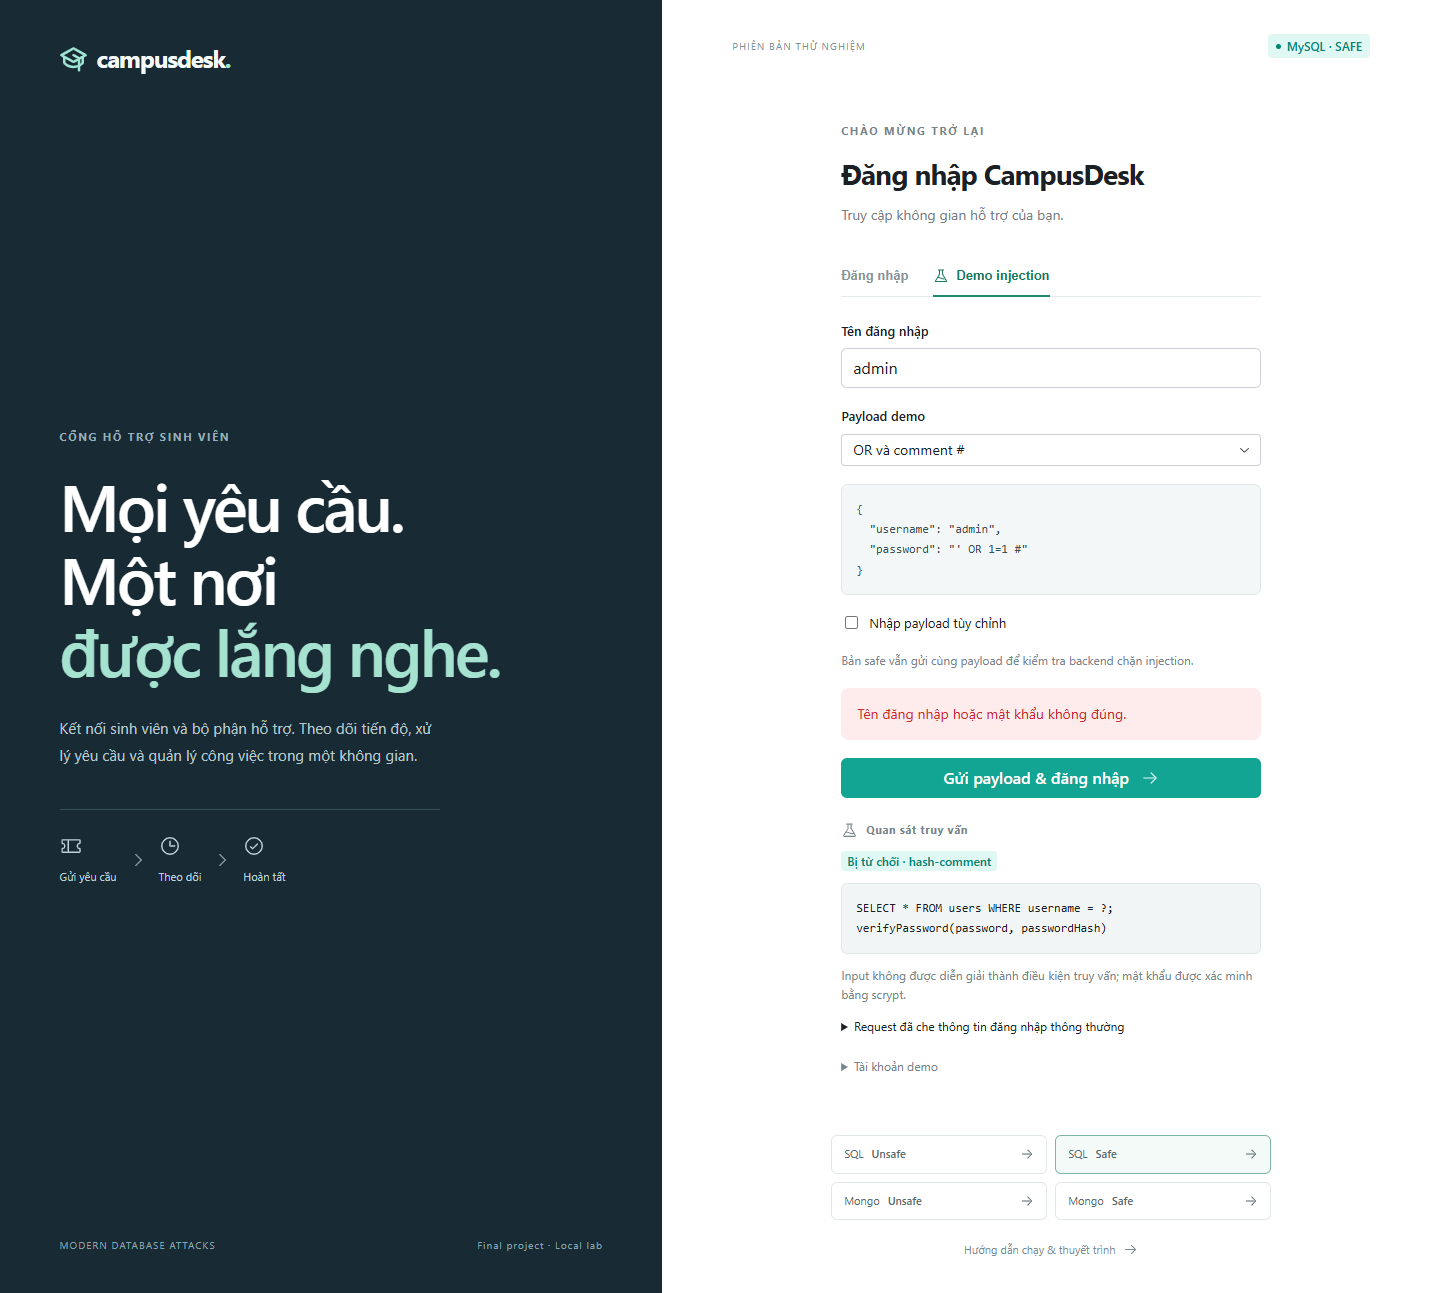 campusdesk.
CỔNG HỖ TRỢ SINH VIÊN
Mọi yêu cầu.
Một nơi
được lắng nghe.
Kết nối sinh viên và bộ phận hỗ trợ. Theo dõi tiến độ, xử
lý yêu cầu và quản lý công việc trong một không gian.
Gửi yêu cầu
Theo dõi
Hoàn tất
MODERN DATABASE ATTACKS
Final project · Local lab
PHIÊN BẢN THỬ NGHIỆM
MySQL · SAFE
CHÀO MỪNG TRỞ LẠI
Đăng nhập CampusDesk
Truy cập không gian hỗ trợ của bạn.
Đăng nhập
Demo injection
Tên đăng nhập
admin
Payload demo
OR và comment #
{
"username": "admin",
"password": "' OR 1=1 #"
}
Nhập payload tùy chỉnh
Bản safe vẫn gửi cùng payload để kiểm tra backend chặn injection.
Tên đăng nhập hoặc mật khẩu không đúng.
Gửi payload & đăng nhập
Quan sát truy vấn
Bị từ chối · hash-comment
SELECT * FROM users WHERE username = ?;
verifyPassword(password, passwordHash)
Input không được diễn giải thành điều kiện truy vấn; mật khẩu được xác minh
bằng scrypt.
Request đã che thông tin đăng nhập thông thường
Tài khoản demo
SQL Unsafe
SQL Safe
Mongo Unsafe
Mongo Safe
Hướng dẫn chạy & thuyết trình